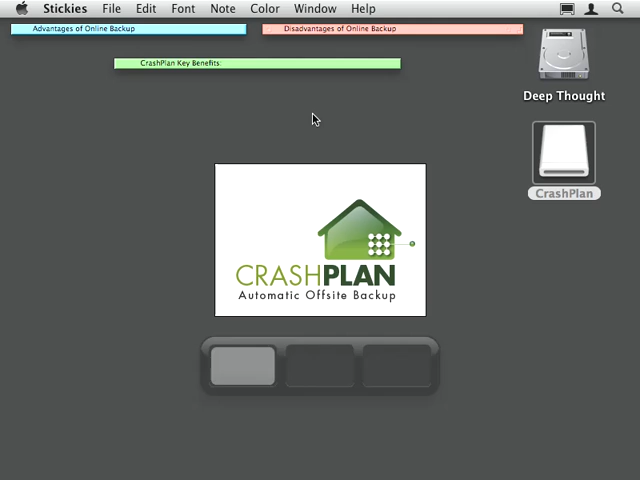 Stickies File Edit Font Note Color Window Help
Advantages of Online Backup
Disadvantages of Online Backup
CrashPlan Key Benefits:
Deep Thought
CrashPlan
CRASHPLAN
Automatic Offsite Backup